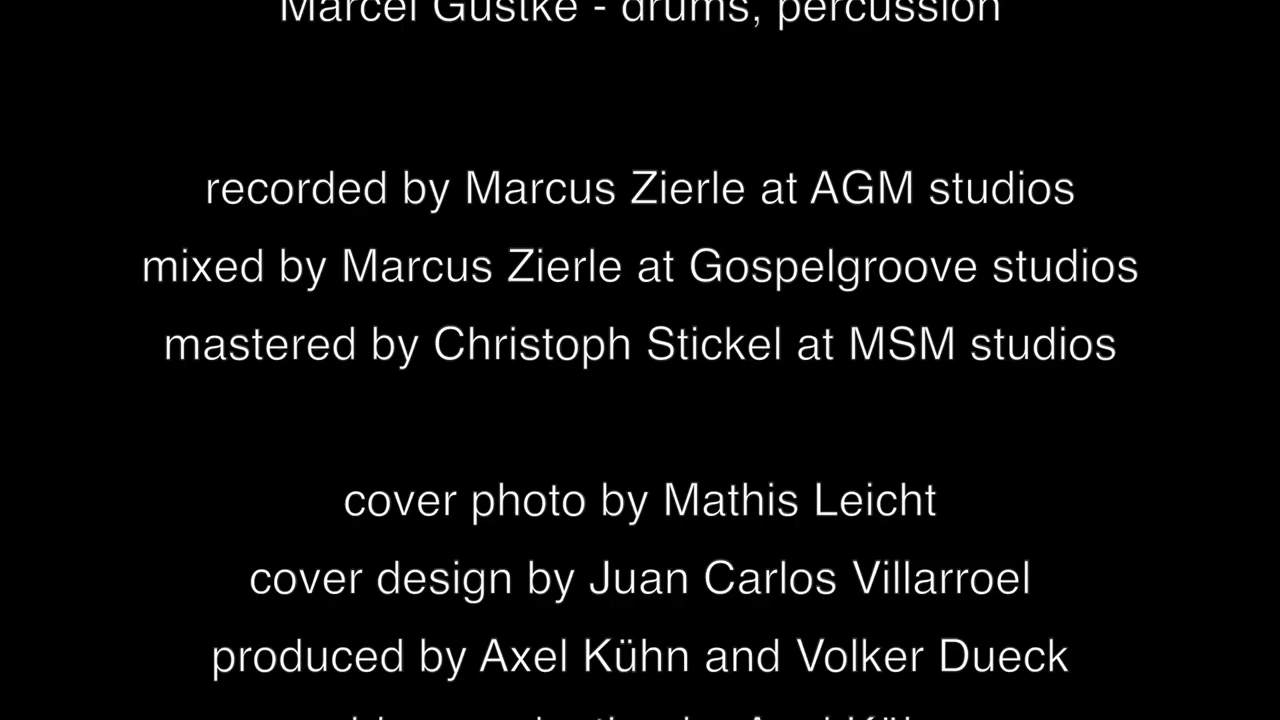 Marcel Gustke - drums, percussion
recorded by Marcus Zierle at AGM studios
mixed by Marcus Zierle at Gospelgroove studios
mastered by Christoph Stickel at MSM studios
cover photo by Mathis Leicht
cover design by Juan Carlos Villarroel
produced by Axel Kühn and Volker Dueck